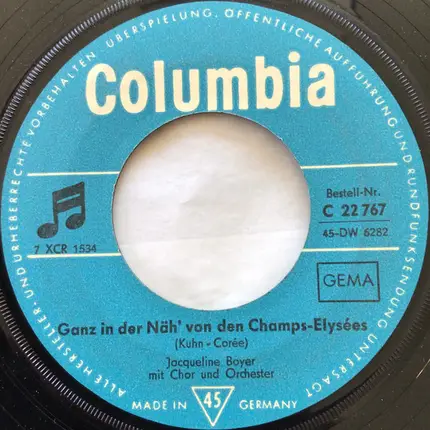 ALLE HERSTELLER- UND URHEBERRECHTE VORBEHALTEN. ÜBERSPIELUNG, ÖFFENTLICHE AUFFÜHRUNG UND RUNDFUNKSENDUNG UNTERSAGT
Columbia
Bestell-Nr.
C 22 767
45-DW 6282
7 XCR 1534
GEMA
Ganz in der Näh' von den Champs-Elysées
(Kuhn - Corée)
Jacqueline Boyer
mit Chor und Orchester
MADE IN 45 GERMANY